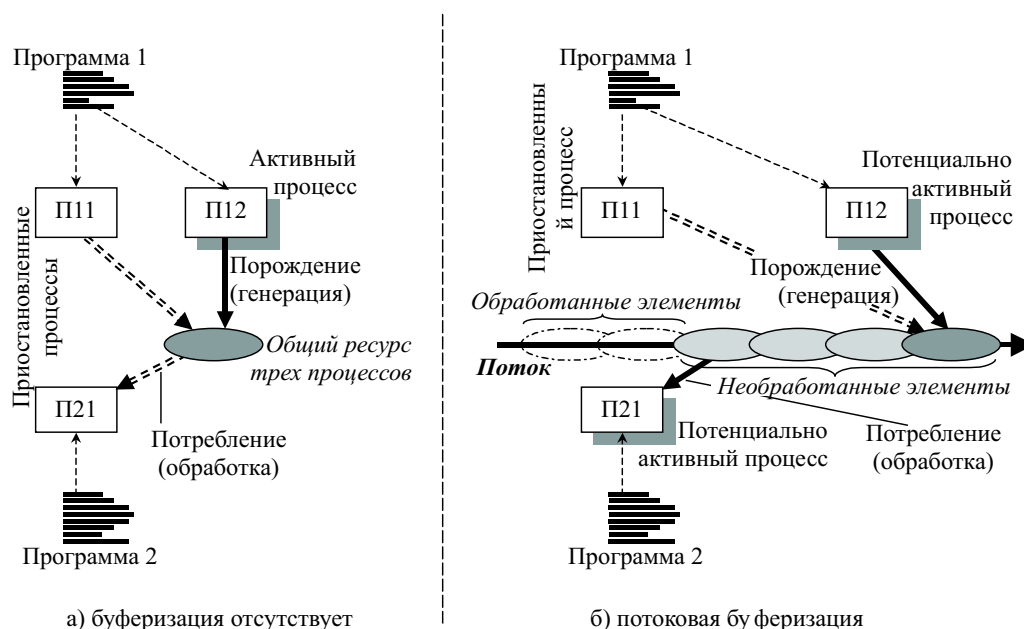 Программа 1
Активный
процесс
П11
П12
Приостановленные
процессы
Порождение
(генерация)
Общий ресурс
трех процессов
П21
Потребление
(обработка)
Программа 2
а) буферизация отсутствует
Программа 1
Приостановленны
й процесс
Потенциально
активный
процесс
П11
П12
Порождение
(генерация)
Обработанные элементы
Поток
Необработанные элементы
П21
Потенциально
активный процесс
Потребление
(обработка)
Программа 2
б) потоковая бу феризация